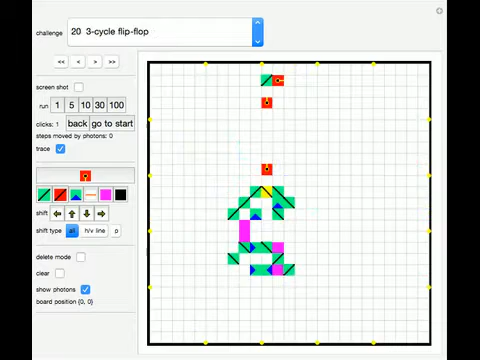 challenge 20 3-cycle flip-flop
<< < > >>
screen shot
run 1 5 10 30 100
clicks: 1 back go to start
steps moved by photons: 0
trace
shift
shift type all h/v line p
delete mode
clear
show photons
board position {0, 0}